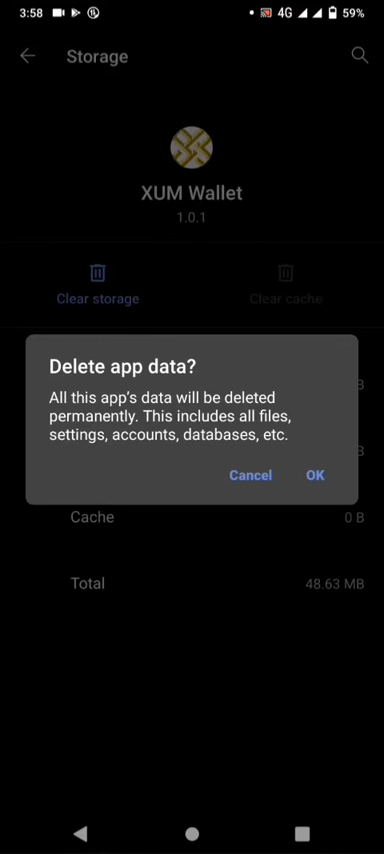 3:58 4G 59%
Storage
XUM Wallet
1.0.1
Clear storage Clear cache
Delete app data?
All this app's data will be deleted
permanently. This includes all files,
settings, accounts, databases, etc.
Cancel OK
Cache 0 B
Total 48.63 MB